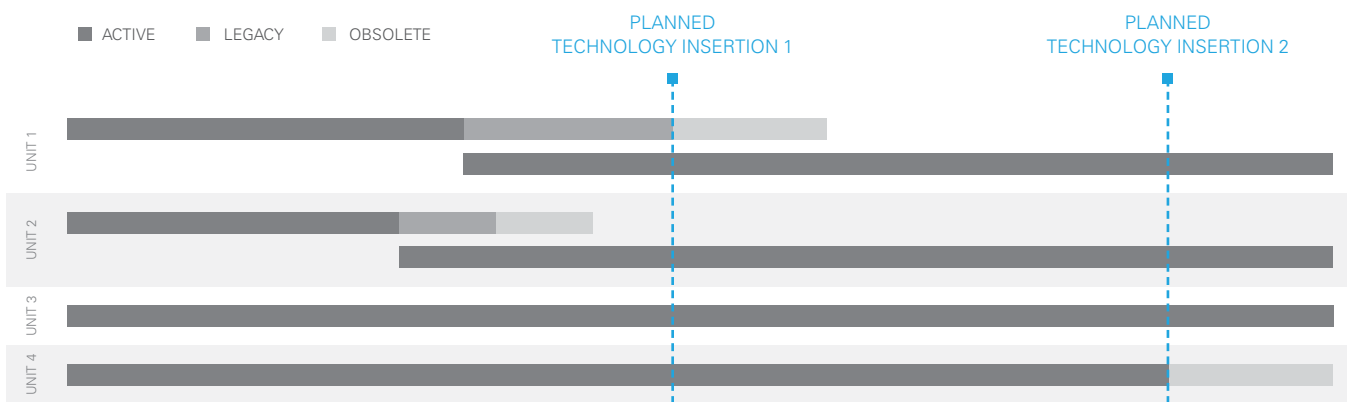 ACTIVE
LEGACY
OBSOLETE
PLANNED
TECHNOLOGY INSERTION 1
PLANNED
TECHNOLOGY INSERTION 2
UNIT 1
UNIT 2
UNIT 3
UNIT 4